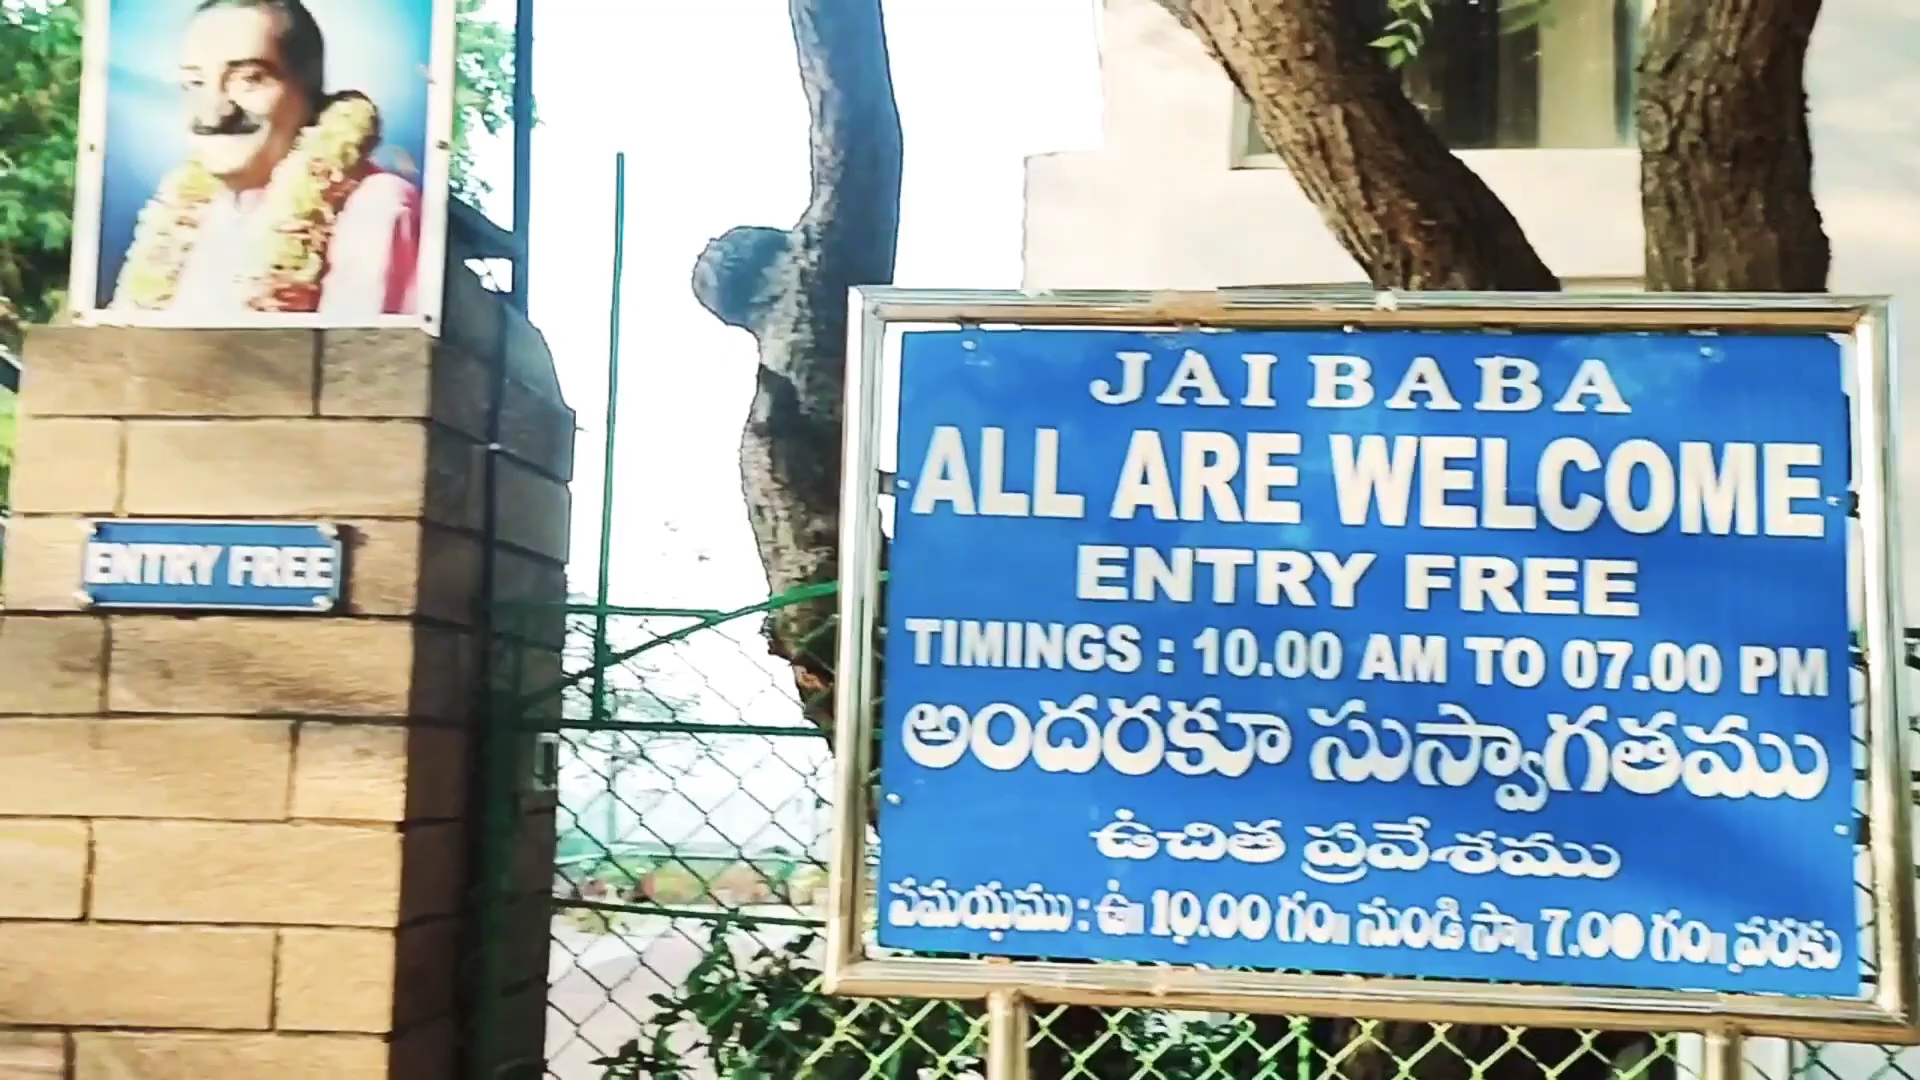 ENTRY FREE
JAI BABA
ALL ARE WELCOME
ENTRY FREE
TIMINGS : 10.00 AM TO 07.00 PM
అందరకూ సుస్వాగతము
ఉచిత ప్రవేశము
సమయము : ఉ॥ 10.00 గం॥ నుండి సా॥ 7.00 గం॥ వరకు